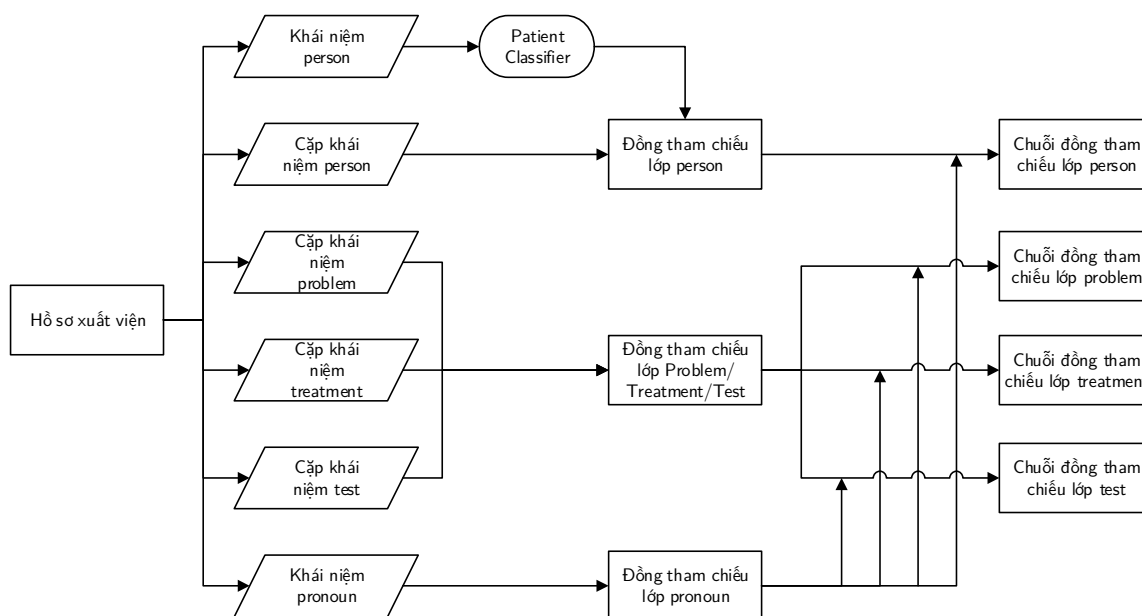 Khái niệm
person
Patient
Classifier
Cặp khái
niệm person
Đồng tham chiếu
lớp person
Chuỗi đồng tham
chiếu lớp person
Cặp khái
niệm
problem
Chuỗi đồng tham
chiếu lớp problem
Hồ sơ xuất viện
Cặp khái
niệm
treatment
Đồng tham chiếu
lớp Problem/
Treatment/Test
Chuỗi đồng tham
chiếu lớp treatment
Cặp khái
niệm test
Chuỗi đồng tham
chiếu lớp test
Khái niệm
pronoun
Đồng tham chiếu
lớp pronoun